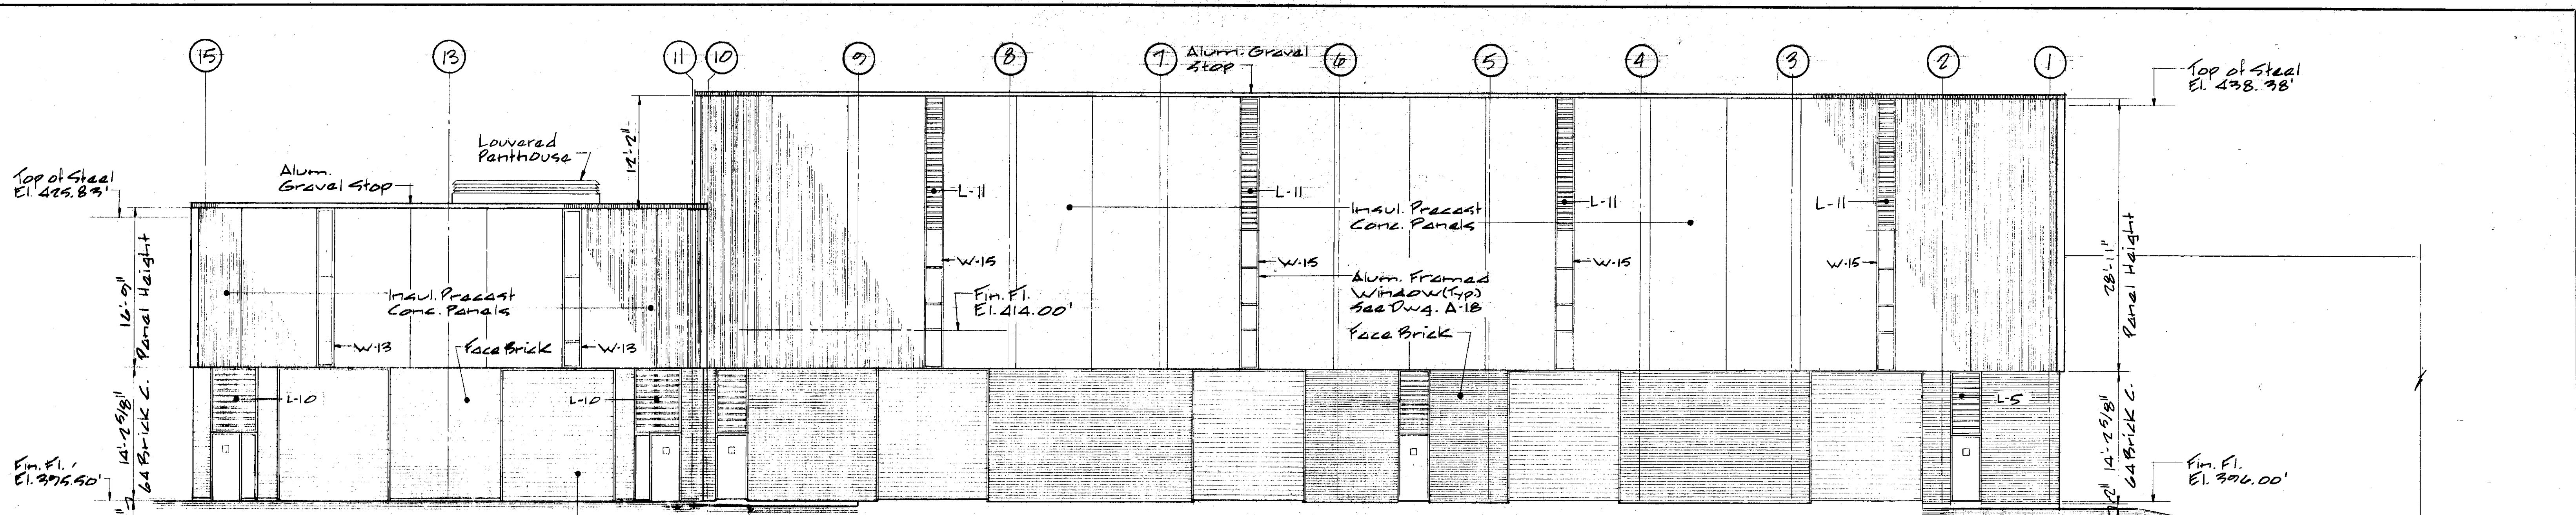 15 13 11 10 9 8 7 6 5 4 3 2 1
Alum. Gravel
Stop
Top of Steel
El. 438.38'
Louvered
Penthouse
12'-2"
Top of Steel
El. 425.83'
Alum.
Gravel Stop
L-11
L-11
L-11
L-11
Insul. Precast
Conc. Panels
W-15
W-15
W-15
W-15
Alum. Framed
Window (Typ.)
See Dwg. A-18
Fin. Fl.
El. 414.00'
Insul. Precast
Conc. Panels
16'-9"
Panel Height
28'-11"
Panel Height
W-13
Face Brick
W-13
Face Brick
L-10
L-10
L-5
14'-2 5/8"
64 Brick C.
14'-2 5/8"
64 Brick C.
Fin. Fl.
El. 395.50'
Fin. Fl.
El. 396.00'